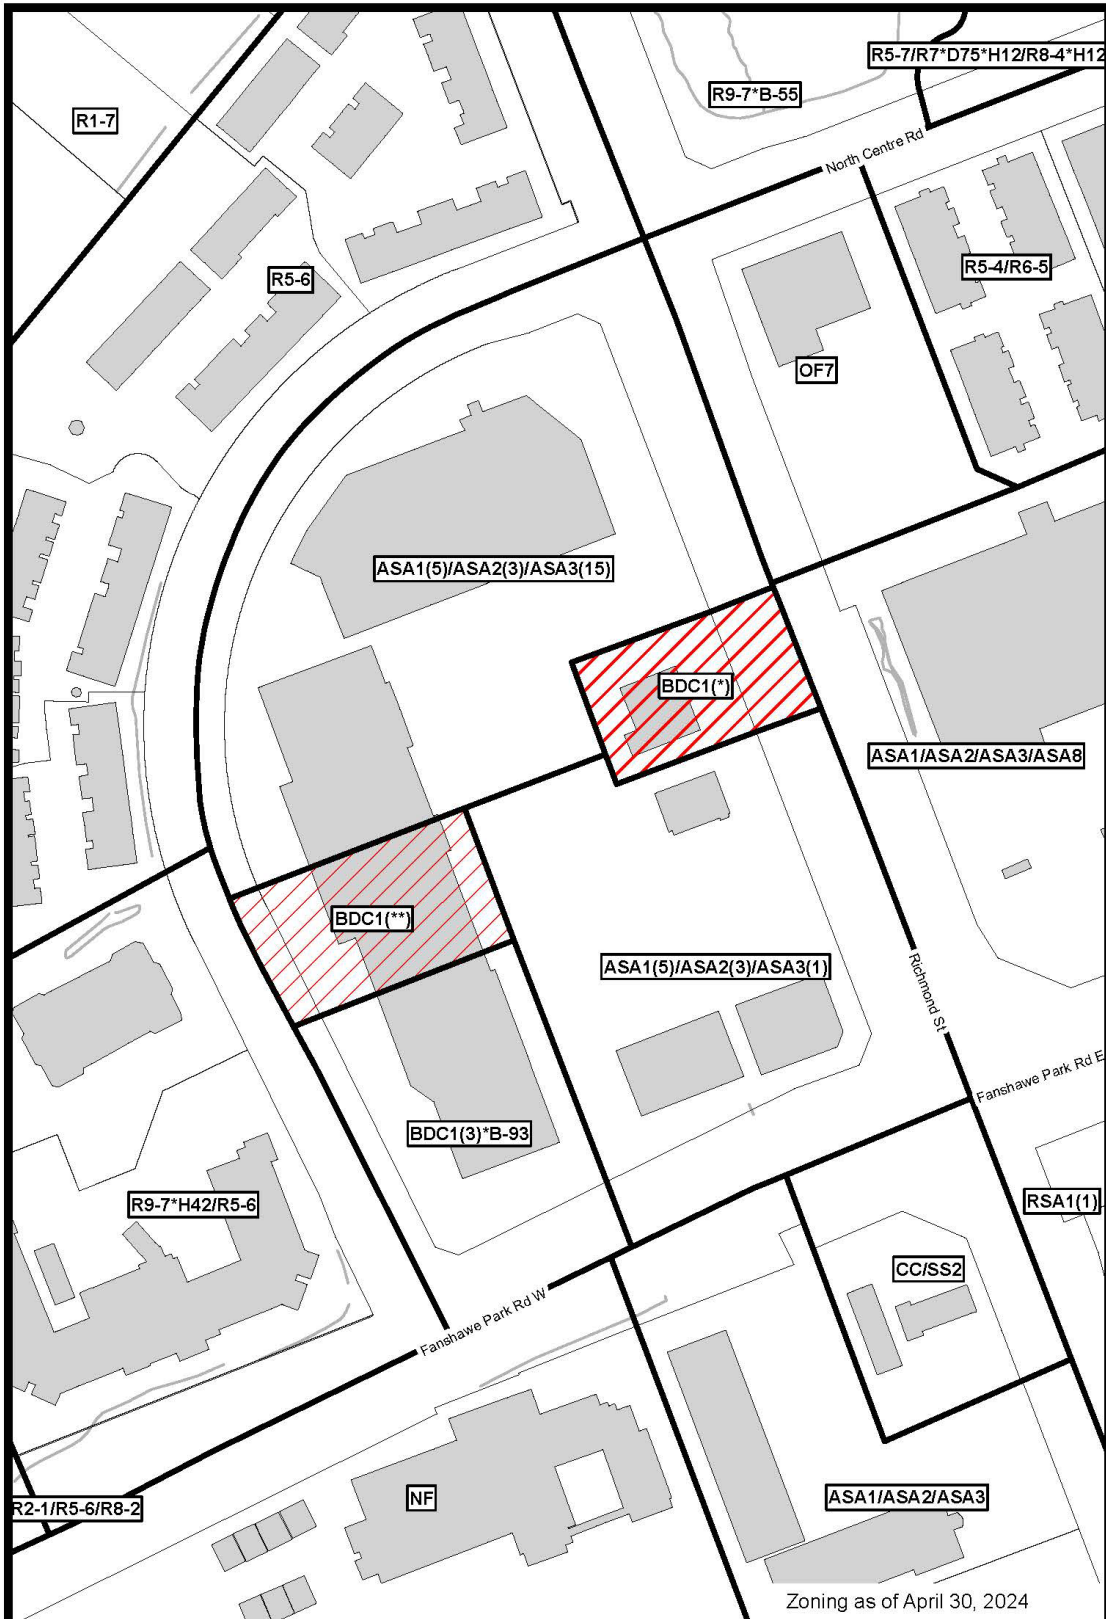 R5-7/R7*D75*H12/R8-4*H12
R9-7*B-55
R1-7
North Centre Rd
R5-4/R6-5
R5-6
OF7
ASA1(5)/ASA2(3)/ASA3(15)
BDC1(*)
ASA1/ASA2/ASA3/ASA8
BDC1(**)
ASA1(5)/ASA2(3)/ASA3(1)
Richmond St
Fanshawe Park Rd E
BDC1(3)*B-93
R9-7*H42/R5-6
RSA1(1)
CC/SS2
Fanshawe Park Rd W
NF
ASA1/ASA2/ASA3
R2-1/R5-6/R8-2
Zoning as of April 30, 2024